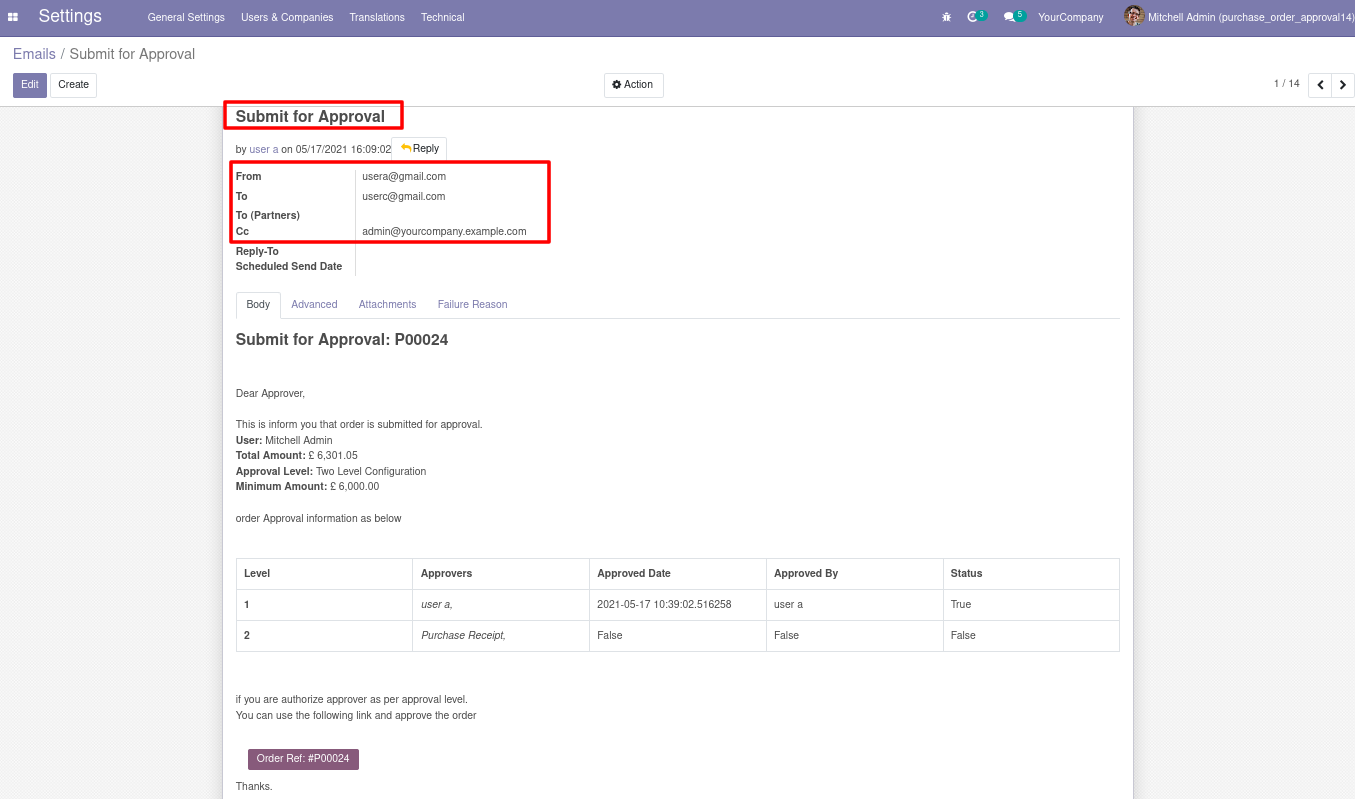 Settings General Settings Users & Companies Translations Technical 3 5 YourCompany Mitchell Admin (purchase_order_approval14)
Emails / Submit for Approval
Edit Create Action 1 / 14
Submit for Approval
by user a on 05/17/2021 16:09:02 Reply
From usera@gmail.com
To userc@gmail.com
To (Partners)
Cc admin@yourcompany.example.com
Reply-To
Scheduled Send Date
Body Advanced Attachments Failure Reason
Submit for Approval: P00024
Dear Approver,
This is inform you that order is submitted for approval.
User: Mitchell Admin
Total Amount: £ 6,301.05
Approval Level: Two Level Configuration
Minimum Amount: £ 6,000.00
order Approval information as below
Level Approvers Approved Date Approved By Status
1 user a, 2021-05-17 10:39:02.516258 user a True
2 Purchase Receipt, False False False
if you are authorize approver as per approval level.
You can use the following link and approve the order
Order Ref: #P00024
Thanks.